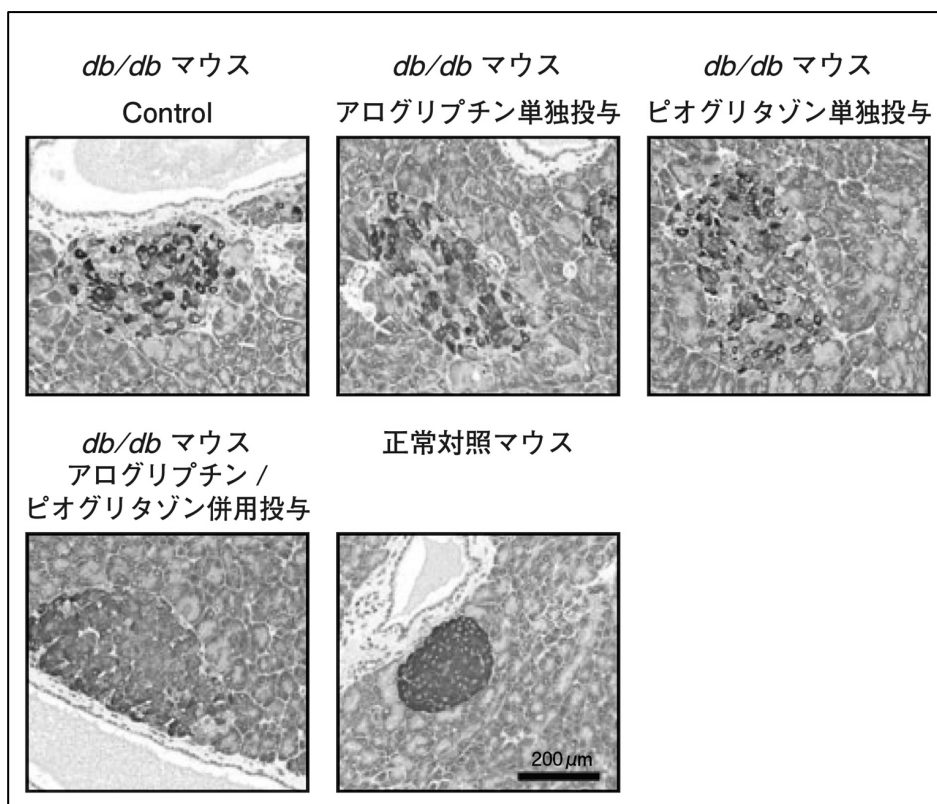 db/db マウス
Control
db/db マウス
アログリプチン単独投与
db/db マウス
ピオグリタゾン単独投与
db/db マウス
アログリプチン /
ピオグリタゾン併用投与
正常対照マウス
200 μm